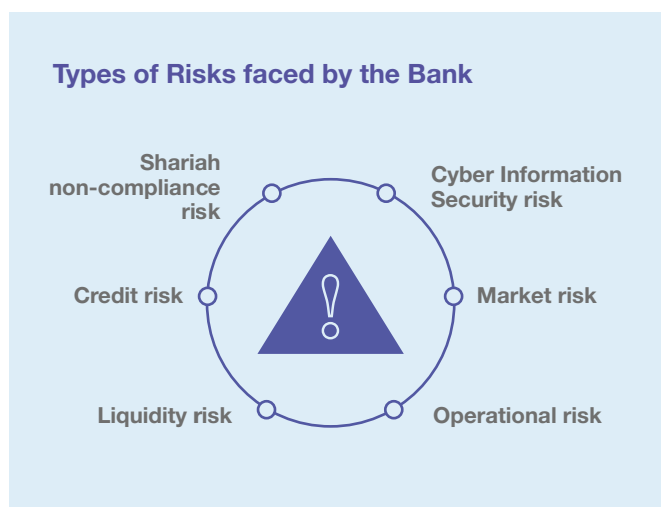 Types of Risks faced by the Bank
Shariah
non-compliance
risk
Cyber Information
Security risk
Credit risk
Market risk
Liquidity risk
Operational risk
!